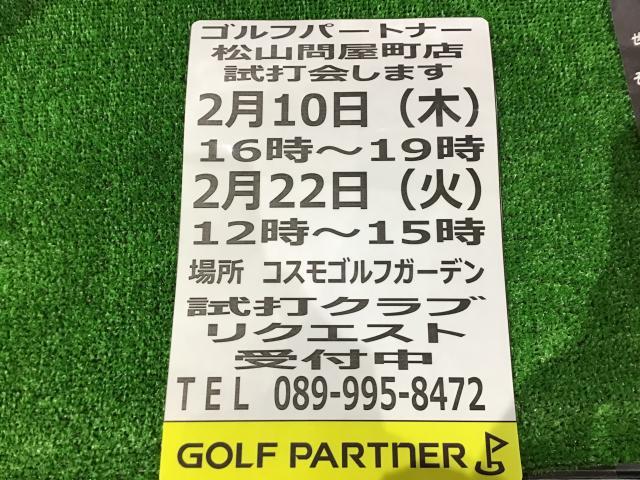 ゴルフパートナー
松山問屋町店
試打会します
2月10日（木）
16時～19時
2月22日（火）
12時～15時
場所 コスモゴルフガーデン
試打クラブ
リクエスト
受付中
TEL 089-995-8472
GOLF PARTNER